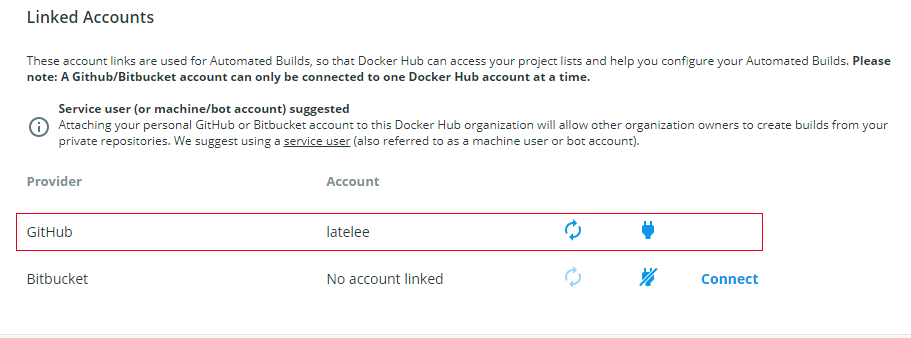 Linked Accounts
These account links are used for Automated Builds, so that Docker Hub can access your project lists and help you configure your Automated Builds. Please
note: A Github/Bitbucket account can only be connected to one Docker Hub account at a time.
Service user (or machine/bot account) suggested
Attaching your personal GitHub or Bitbucket account to this Docker Hub organization will allow other organization owners to create builds from your
private repositories. We suggest using a service user (also referred to as a machine user or bot account).
Provider Account
GitHub latelee
Bitbucket No account linked Connect